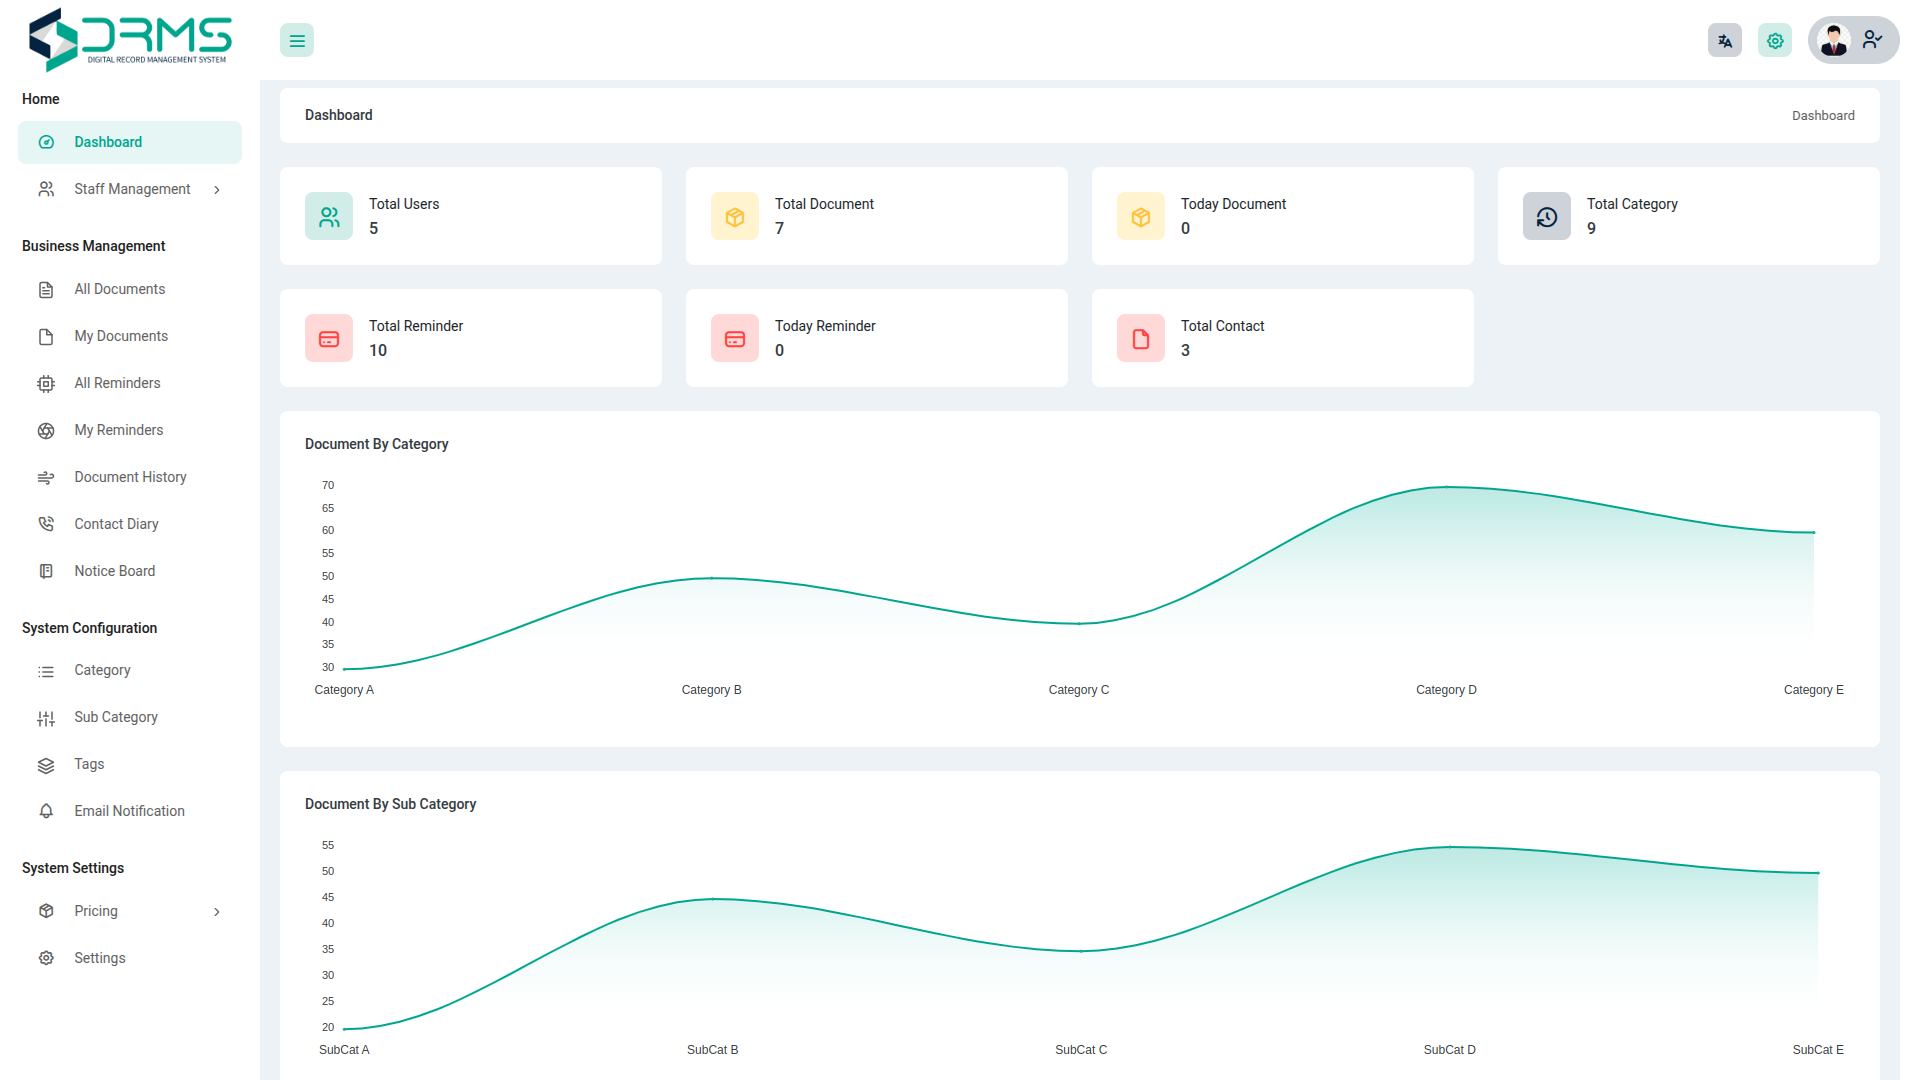 DRMS
DIGITAL RECORD MANAGEMENT SYSTEM
Home
Dashboard
Staff Management
Business Management
All Documents
My Documents
All Reminders
My Reminders
Document History
Contact Diary
Notice Board
System Configuration
Category
Sub Category
Tags
Email Notification
System Settings
Pricing
Settings
Dashboard
Dashboard
Total Users
5
Total Document
7
Today Document
0
Total Category
9
Total Reminder
10
Today Reminder
0
Total Contact
3
Document By Category
70
65
60
55
50
45
40
35
30
Category A
Category B
Category C
Category D
Category E
Document By Sub Category
55
50
45
40
35
30
25
20
SubCat A
SubCat B
SubCat C
SubCat D
SubCat E